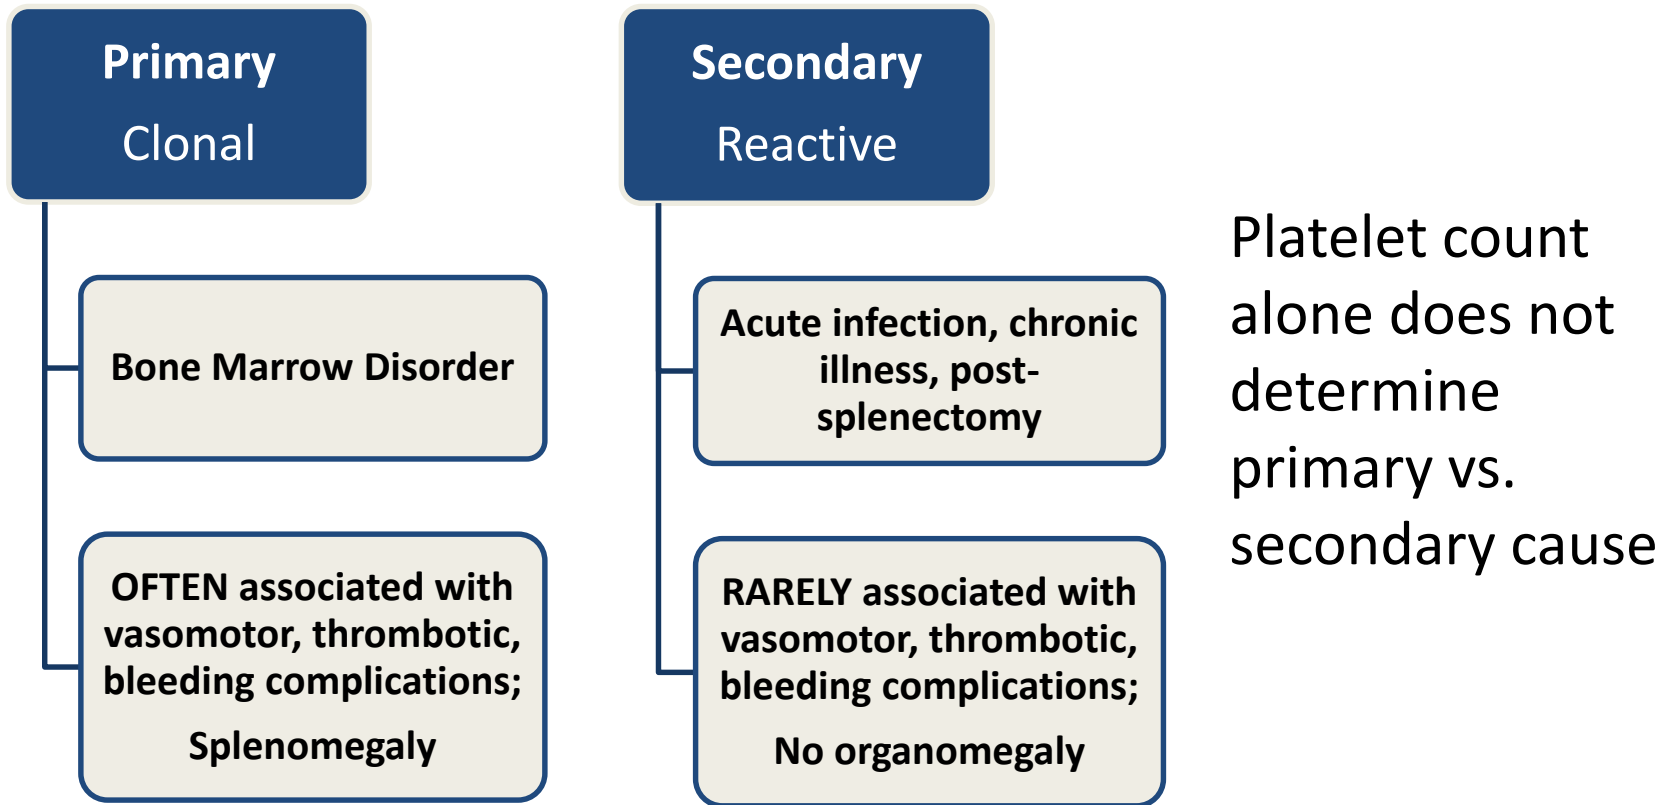 Primary
Clonal
Bone Marrow Disorder
OFTEN associated with
vasomotor, thrombotic,
bleeding complications;
Splenomegaly
Secondary
Reactive
Acute infection, chronic
illness, post-
splenectomy
RARELY associated with
vasomotor, thrombotic,
bleeding complications;
No organomegaly
Platelet count
alone does not
determine
primary vs.
secondary cause